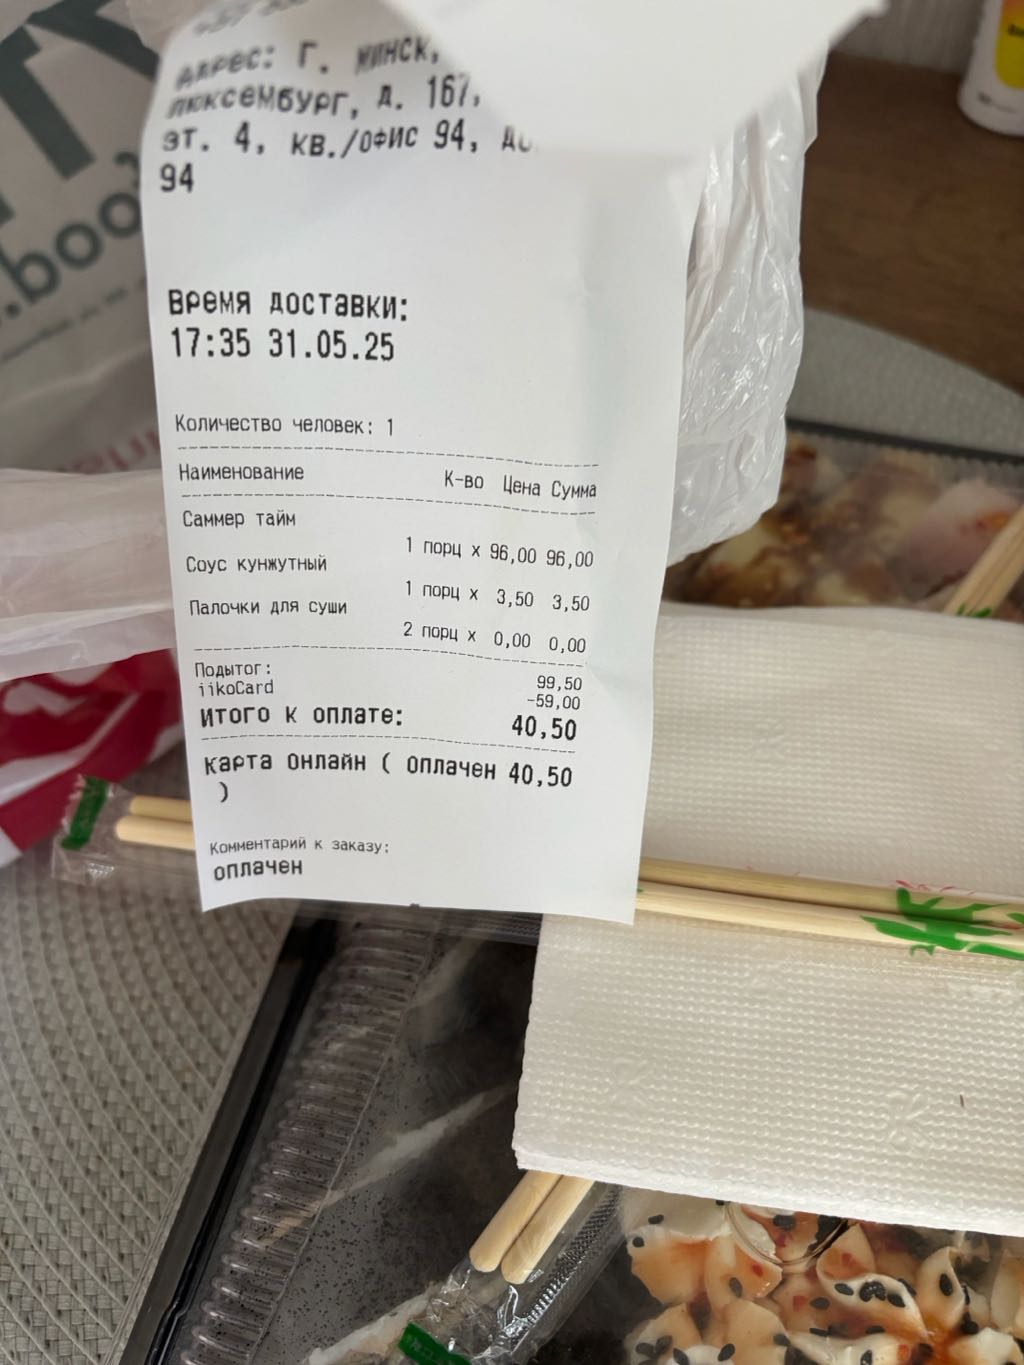 Адрес: Г. Минск,
Люксембург, д. 167,
эт. 4, кв./офис 94,
94
Время доставки:
17:35 31.05.25
Количество человек: 1
Наименование К-во Цена Сумма
Саммер тайм
1 порц x 96,00 96,00
Соус кунжутный
1 порц x 3,50 3,50
Палочки для суши
2 порц x 0,00 0,00
Подытог: 99,50
iikoCard -59,00
Итого к оплате: 40,50
Карта онлайн ( оплачен 40,50
)
Комментарий к заказу:
оплачен
.boo